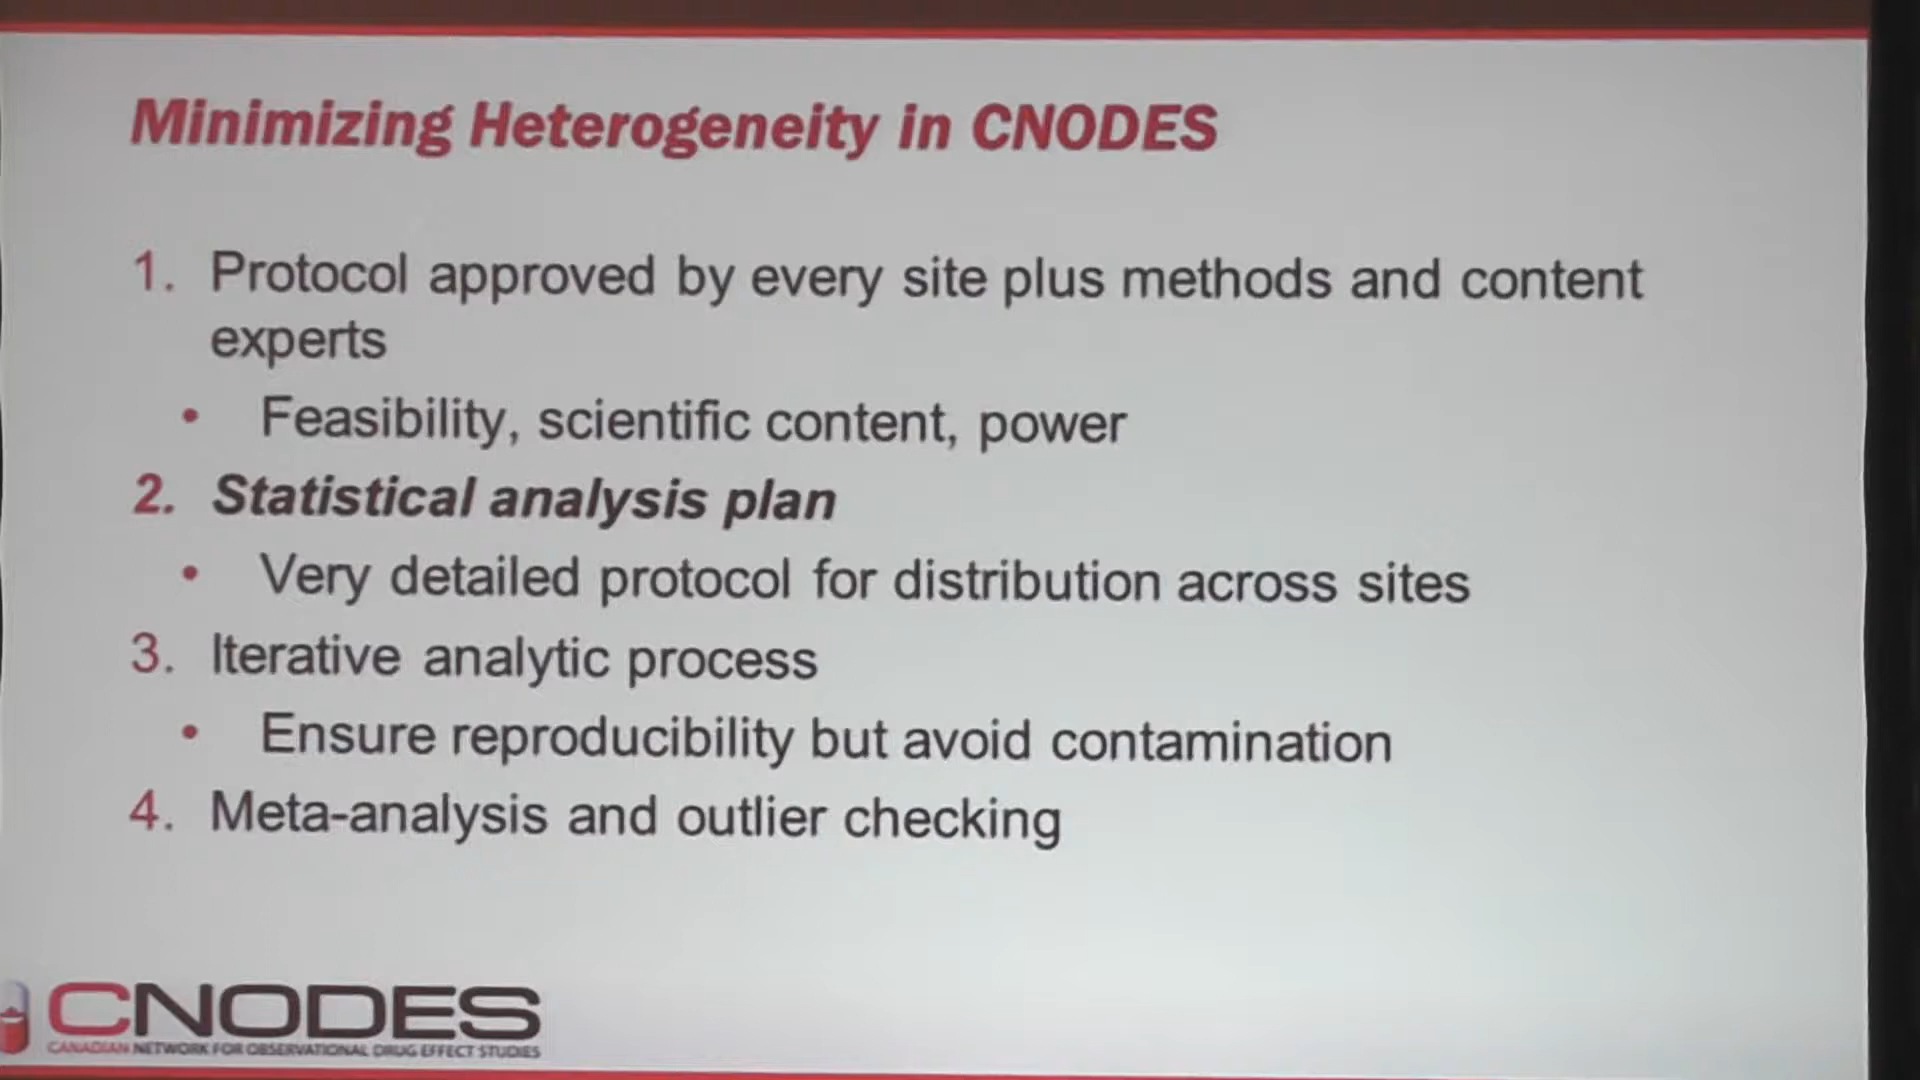 Minimizing Heterogeneity in CNODES
1. Protocol approved by every site plus methods and content
experts
• Feasibility, scientific content, power
2. Statistical analysis plan
• Very detailed protocol for distribution across sites
3. Iterative analytic process
• Ensure reproducibility but avoid contamination
4. Meta-analysis and outlier checking
CNODES
CANADIAN NETWORK FOR OBSERVATIONAL DRUG EFFECT STUDIES